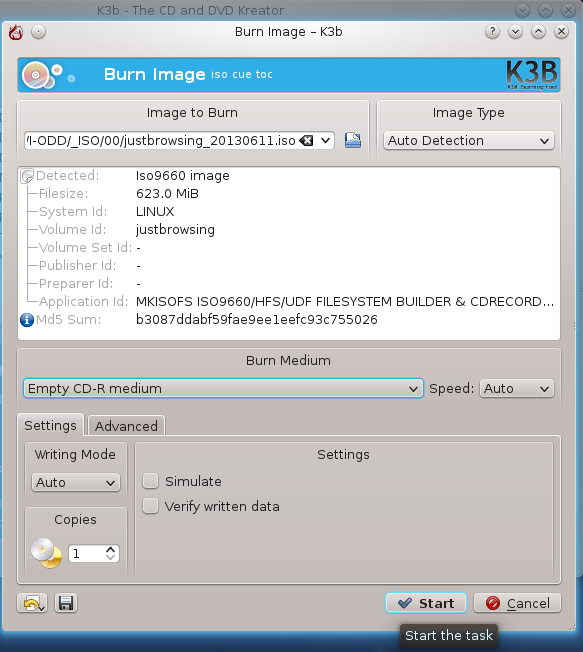 K3b - The CD and DVD Kreator
Burn Image – K3b
Burn Image iso cue toc
K3B
Image to Burn
Image Type
'I-ODD/_ISO/00/justbrowsing_20130611.iso
Auto Detection
Detected: Iso9660 image
Filesize: 623.0 MiB
System Id: LINUX
Volume Id: justbrowsing
Volume Set Id: -
Publisher Id: -
Preparer Id: -
Application Id: MKISOFS ISO9660/HFS/UDF FILESYSTEM BUILDER & CDRECORD...
Md5 Sum: b3087ddabf59fae9ee1eefc93c755026
Burn Medium
Empty CD-R medium
Speed: Auto
Settings Advanced
Writing Mode
Auto
Copies
1
Settings
Simulate
Verify written data
Start Cancel
Start the task